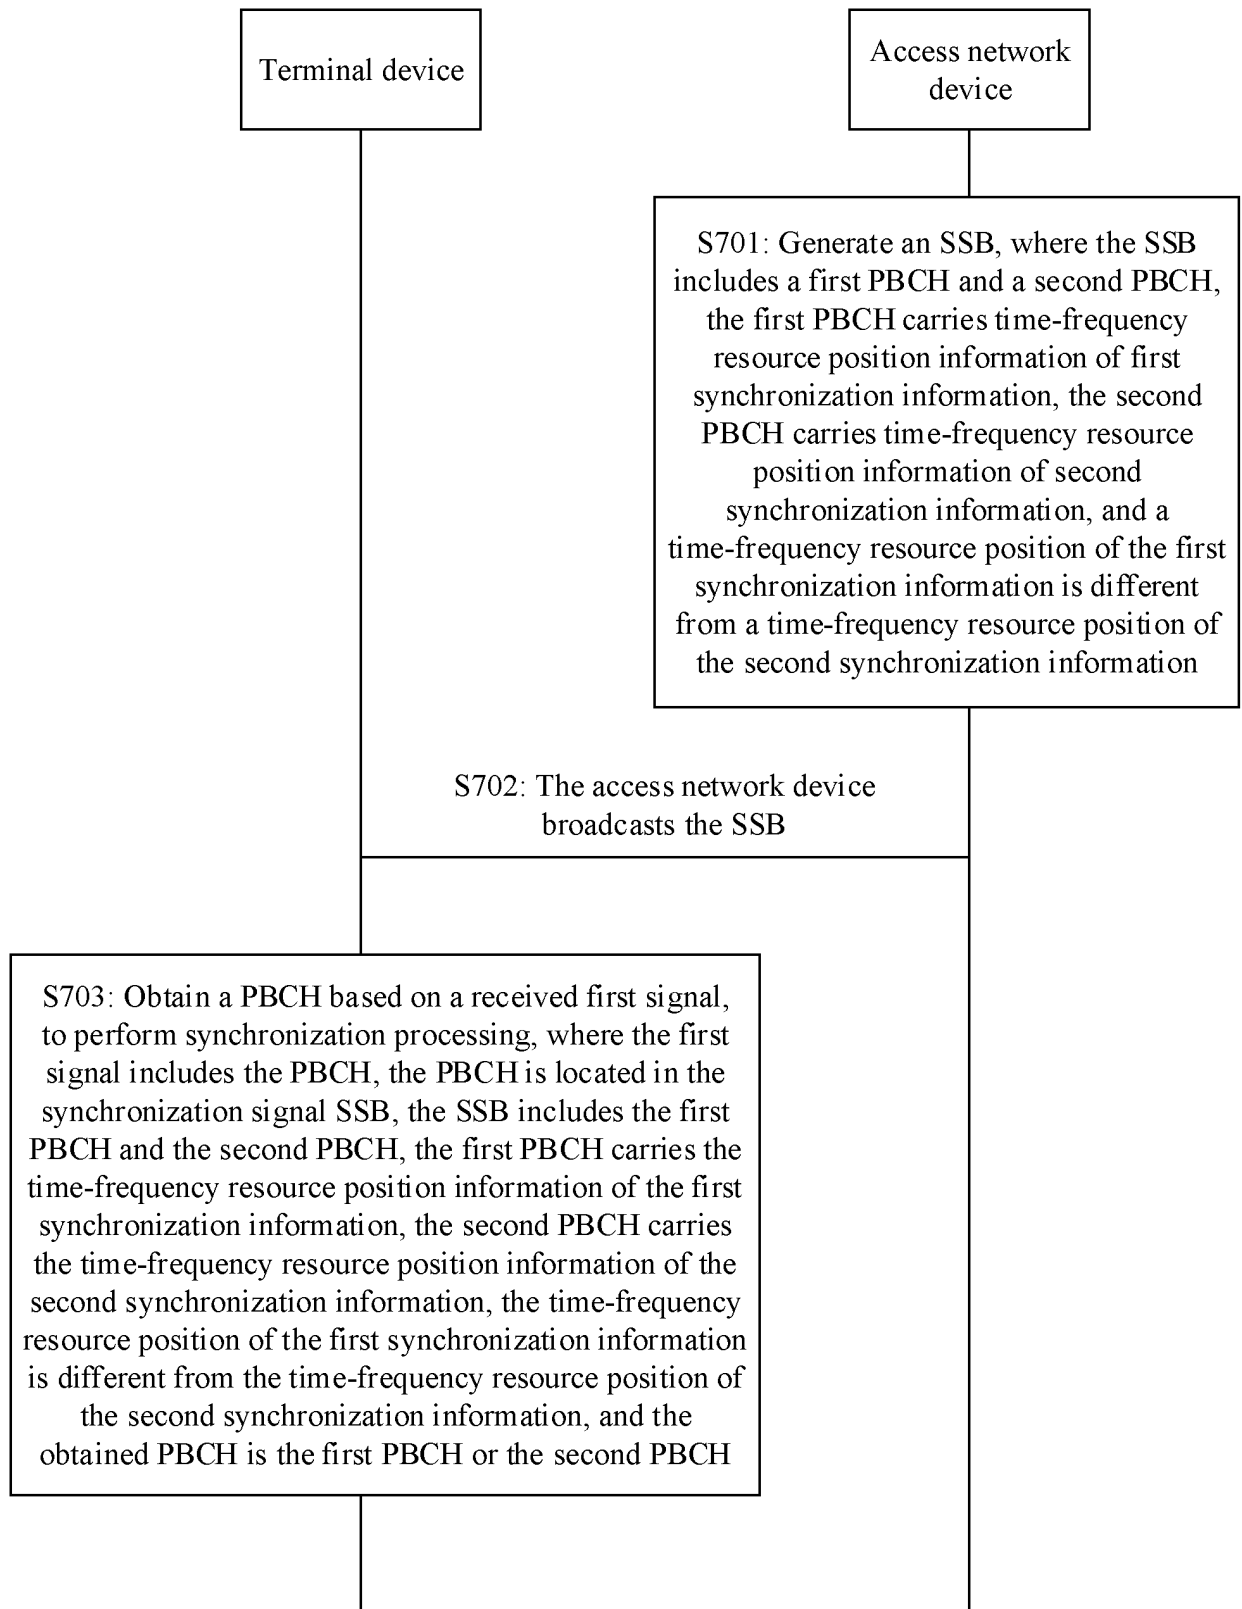 Terminal device
Access network
device
S701: Generate an SSB, where the SSB
includes a first PBCH and a second PBCH,
the first PBCH carries time-frequency
resource position information of first
synchronization information, the second
PBCH carries time-frequency resource
position information of second
synchronization information, and a
time-frequency resource position of the first
synchronization information is different
from a time-frequency resource position of
the second synchronization information
S702: The access network device
broadcasts the SSB
S703: Obtain a PBCH based on a received first signal,
to perform synchronization processing, where the first
signal includes the PBCH, the PBCH is located in the
synchronization signal SSB, the SSB includes the first
PBCH and the second PBCH, the first PBCH carries the
time-frequency resource position information of the first
synchronization information, the second PBCH carries
the time-frequency resource position information of the
second synchronization information, the time-frequency
resource position of the first synchronization information
is different from the time-frequency resource position of
the second synchronization information, and the
obtained PBCH is the first PBCH or the second PBCH